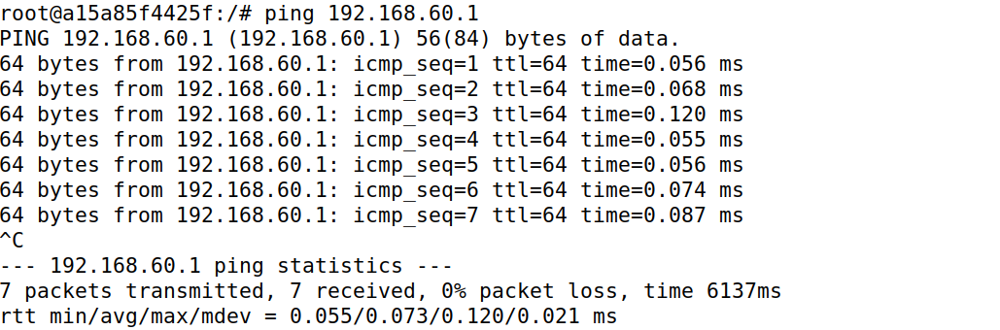 root@a15a85f4425f:/# ping 192.168.60.1
PING 192.168.60.1 (192.168.60.1) 56(84) bytes of data.
64 bytes from 192.168.60.1: icmp_seq=1 ttl=64 time=0.056 ms
64 bytes from 192.168.60.1: icmp_seq=2 ttl=64 time=0.068 ms
64 bytes from 192.168.60.1: icmp_seq=3 ttl=64 time=0.120 ms
64 bytes from 192.168.60.1: icmp_seq=4 ttl=64 time=0.055 ms
64 bytes from 192.168.60.1: icmp_seq=5 ttl=64 time=0.056 ms
64 bytes from 192.168.60.1: icmp_seq=6 ttl=64 time=0.074 ms
64 bytes from 192.168.60.1: icmp_seq=7 ttl=64 time=0.087 ms
^C
--- 192.168.60.1 ping statistics ---
7 packets transmitted, 7 received, 0% packet loss, time 6137ms
rtt min/avg/max/mdev = 0.055/0.073/0.120/0.021 ms